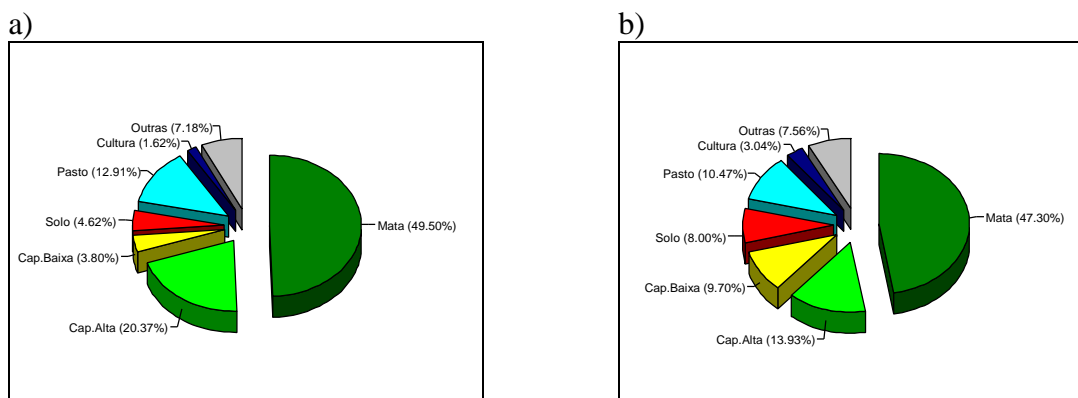 a)
Outras (7.18%)
Cultura (1.62%)
Pasto (12.91%)
Solo (4.62%)
Cap.Baixa (3.80%)
Cap.Alta (20.37%)
Mata (49.50%)
b)
Outras (7.56%)
Cultura (3.04%)
Pasto (10.47%)
Solo (8.00%)
Cap.Baixa (9.70%)
Cap.Alta (13.93%)
Mata (47.30%)